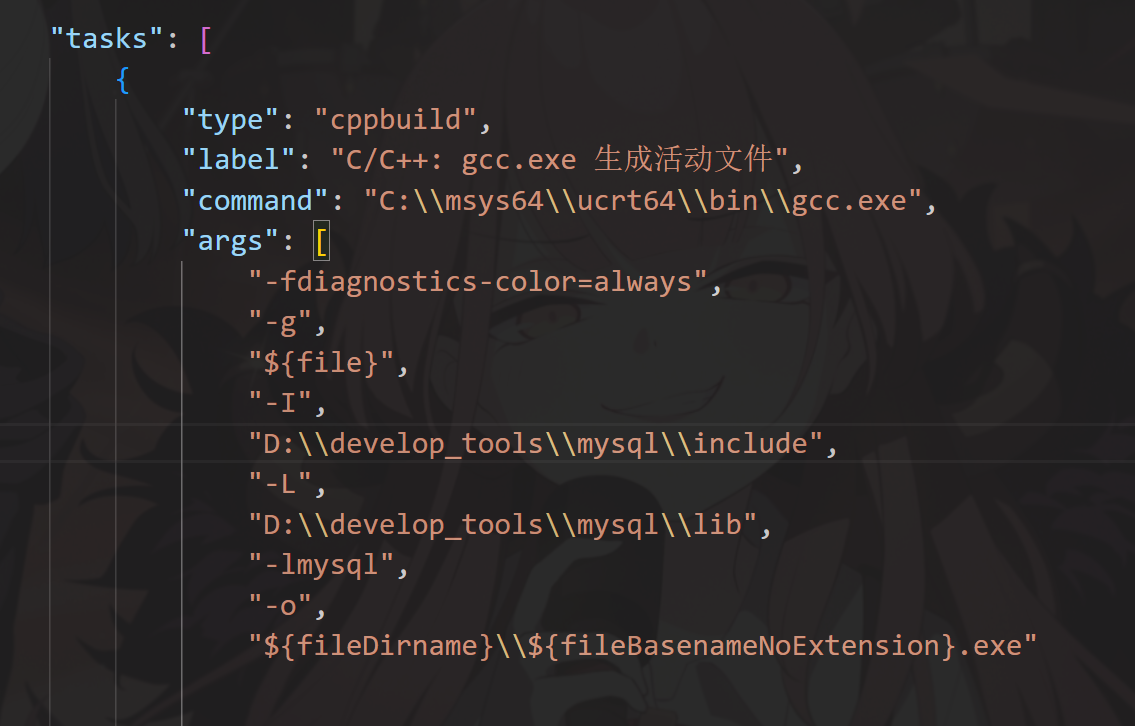 "tasks": [
{
"type": "cppbuild",
"label": "C/C++: gcc.exe 生成活动文件",
"command": "C:\\msys64\\ucrt64\\bin\\gcc.exe",
"args": [
"-fdiagnostics-color=always",
"-g",
"${file}",
"-I",
"D:\\develop_tools\\mysql\\include",
"-L",
"D:\\develop_tools\\mysql\\lib",
"-lmysql",
"-o",
"${fileDirname}\\${fileBasenameNoExtension}.exe"